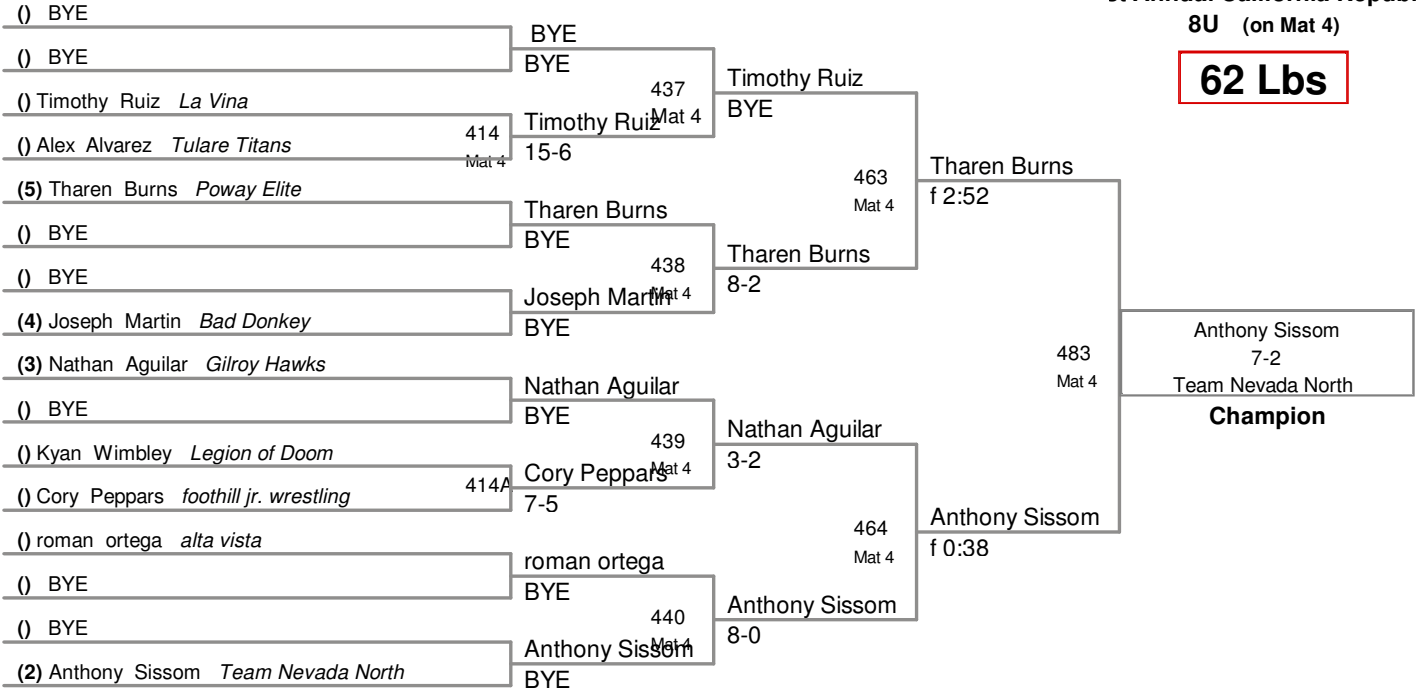 Annual California Republ
8U (on Mat 4)
62 Lbs
() BYE
() BYE
() Timothy Ruiz La Vina
() Alex Alvarez Tulare Titans
(5) Tharen Burns Poway Elite
() BYE
() BYE
(4) Joseph Martin Bad Donkey
(3) Nathan Aguilar Gilroy Hawks
() BYE
() Kyan Wimbley Legion of Doom
() Cory Peppars foothill jr. wrestling
() roman ortega alta vista
() BYE
() BYE
(2) Anthony Sissom Team Nevada North
414
Mat 4
414A
BYE
BYE
Timothy Ruiz
15-6
Tharen Burns
BYE
Joseph Martin
BYE
Nathan Aguilar
BYE
Cory Peppars
7-5
roman ortega
BYE
Anthony Sissom
BYE
437
Mat 4
438
Mat 4
439
Mat 4
440
Mat 4
Timothy Ruiz
BYE
Tharen Burns
8-2
Nathan Aguilar
3-2
Anthony Sissom
8-0
463
Mat 4
464
Mat 4
Tharen Burns
f 2:52
Anthony Sissom
f 0:38
483
Mat 4
Anthony Sissom
7-2
Team Nevada North
Champion